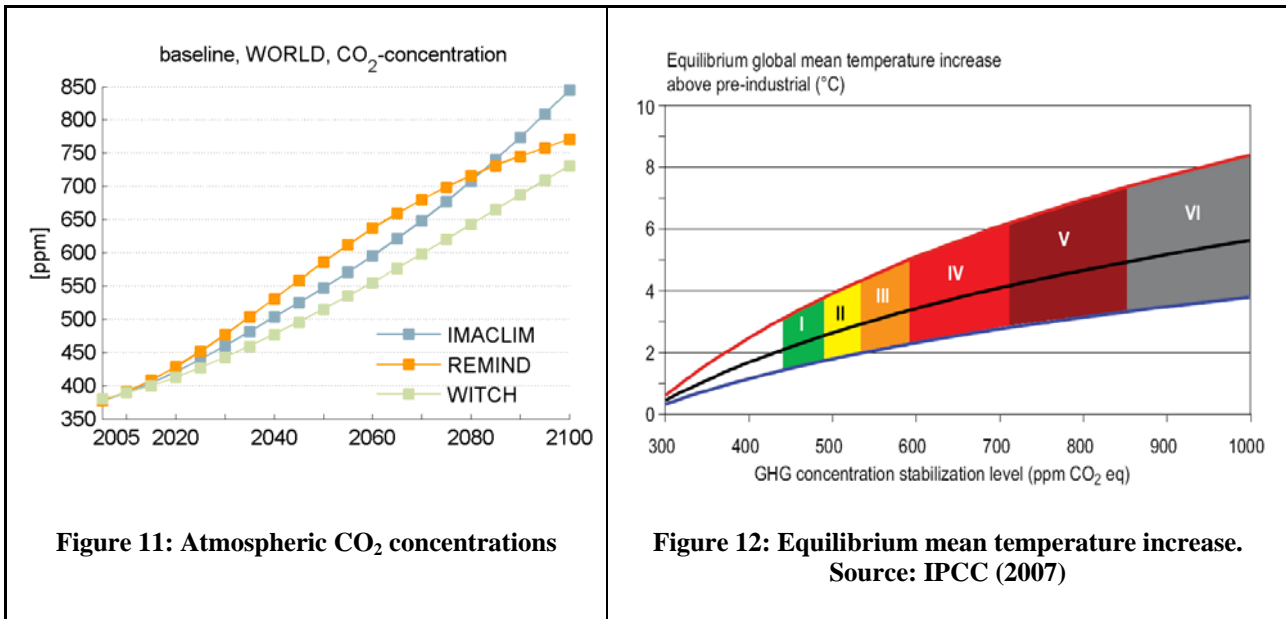 baseline, WORLD, CO2-concentration
850
800
750
700
650
600
550
500
450
400
350
[ppm]
IMACLIM
REMIND
WITCH
2005 2020 2040 2060 2080 2100
Figure 11: Atmospheric CO2 concentrations
Equilibrium global mean temperature increase
above pre-industrial (°C)
10
8
6
4
2
0
I
II
III
IV
V
VI
300 400 500 600 700 800 900 1000
GHG concentration stabilization level (ppm CO2 eq)
Figure 12: Equilibrium mean temperature increase.
Source: IPCC (2007)